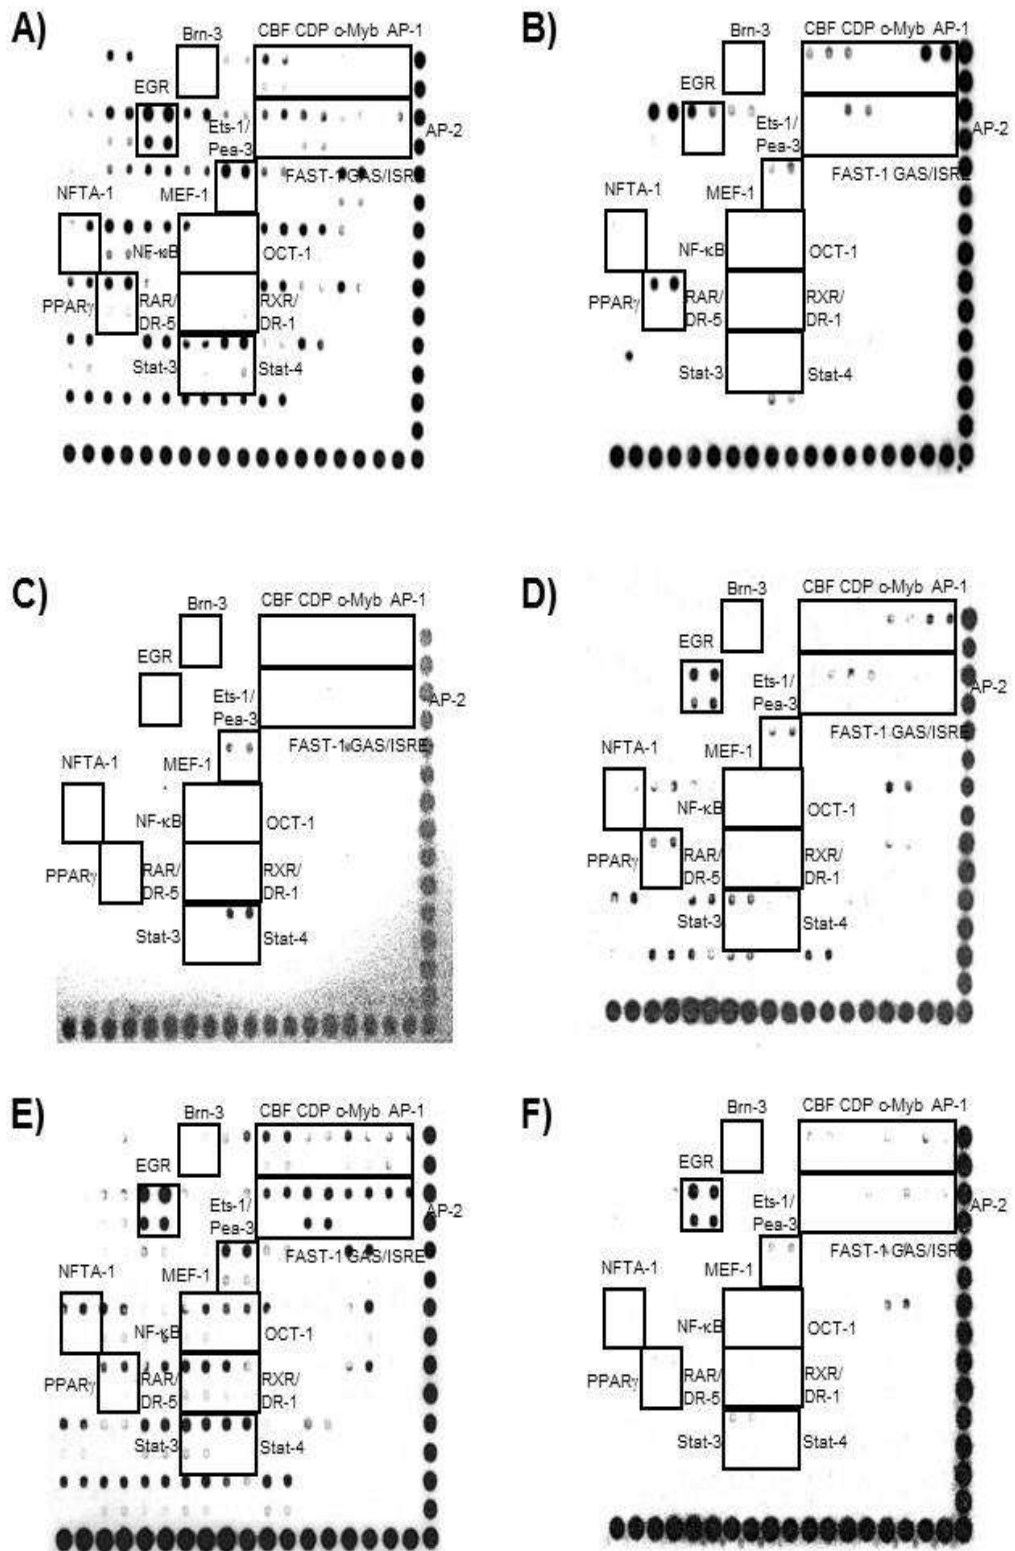 A)
Brn-3
CBF CDP c-Myb AP-1
EGR
Ets-1/
Pea-3
AP-2
FAST-1 GAS/ISRE
NFTA-1
MEF-1
NF-κB
OCT-1
PPARγ
RAR/
DR-5
RXR/
DR-1
Stat-3
Stat-4
B)
Brn-3
CBF CDP c-Myb AP-1
EGR
Ets-1/
Pea-3
AP-2
FAST-1 GAS/ISRE
NFTA-1
MEF-1
NF-κB
OCT-1
PPARγ
RAR/
DR-5
RXR/
DR-1
Stat-3
Stat-4
C)
Brn-3
CBF CDP c-Myb AP-1
EGR
Ets-1/
Pea-3
AP-2
FAST-1 GAS/ISRE
NFTA-1
MEF-1
NF-κB
OCT-1
PPARγ
RAR/
DR-5
RXR/
DR-1
Stat-3
Stat-4
D)
Brn-3
CBF CDP c-Myb AP-1
EGR
Ets-1/
Pea-3
AP-2
FAST-1 GAS/ISRE
NFTA-1
MEF-1
NF-κB
OCT-1
PPARγ
RAR/
DR-5
RXR/
DR-1
Stat-3
Stat-4
E)
Brn-3
CBF CDP c-Myb AP-1
EGR
Ets-1/
Pea-3
AP-2
FAST-1 GAS/ISRE
NFTA-1
MEF-1
NF-κB
OCT-1
PPARγ
RAR/
DR-5
RXR/
DR-1
Stat-3
Stat-4
F)
Brn-3
CBF CDP c-Myb AP-1
EGR
Ets-1/
Pea-3
AP-2
FAST-1 GAS/ISRE
NFTA-1
MEF-1
NF-κB
OCT-1
PPARγ
RAR/
DR-5
RXR/
DR-1
Stat-3
Stat-4